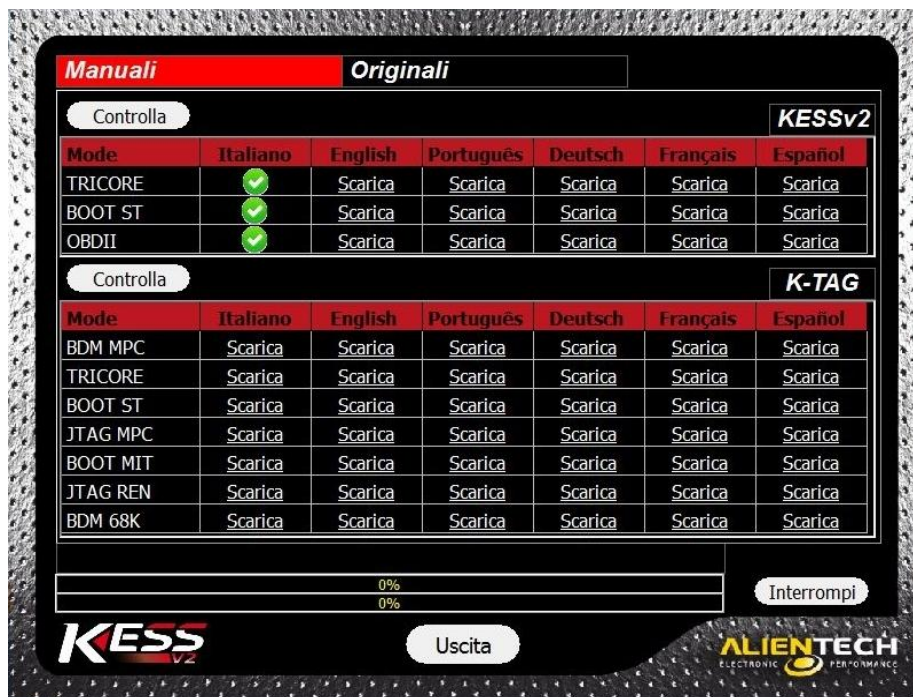 Manuali Originali
Controlla KESSv2
Mode Italiano English Português Deutsch Français Español
TRICORE Scarica Scarica Scarica Scarica Scarica
BOOT ST Scarica Scarica Scarica Scarica Scarica
OBDII Scarica Scarica Scarica Scarica Scarica
Controlla K-TAG
Mode Italiano English Português Deutsch Français Español
BDM MPC Scarica Scarica Scarica Scarica Scarica Scarica
TRICORE Scarica Scarica Scarica Scarica Scarica Scarica
BOOT ST Scarica Scarica Scarica Scarica Scarica Scarica
JTAG MPC Scarica Scarica Scarica Scarica Scarica Scarica
BOOT MIT Scarica Scarica Scarica Scarica Scarica Scarica
JTAG REN Scarica Scarica Scarica Scarica Scarica Scarica
BDM 68K Scarica Scarica Scarica Scarica Scarica Scarica
0%
0%
Interrompi
KESS V2
Uscita
ALIENTECH
ELECTRONIC PERFORMANCE